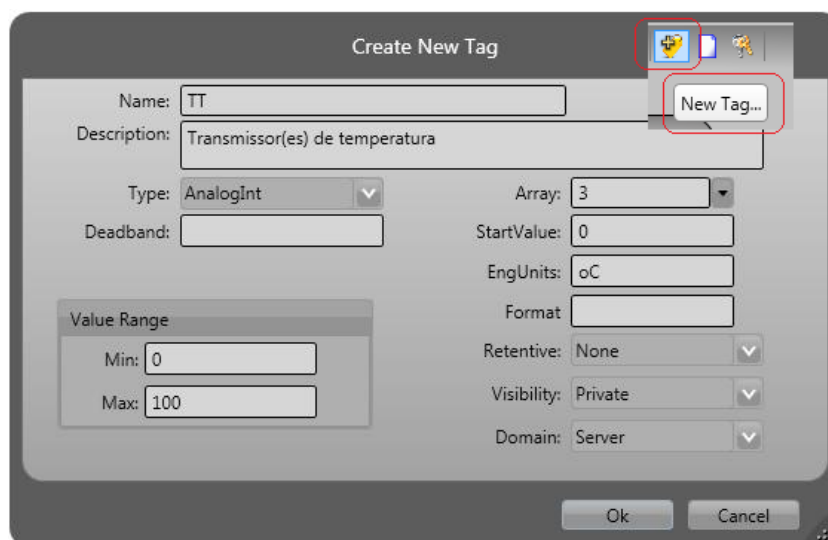 Create New Tag
New Tag...
Name: TT
Description: Transmissor(es) de temperatura
Type: AnalogInt
Array: 3
Deadband:
StartValue: 0
EngUnits: oC
Format
Value Range
Min: 0
Max: 100
Retentive: None
Visibility: Private
Domain: Server
Ok
Cancel